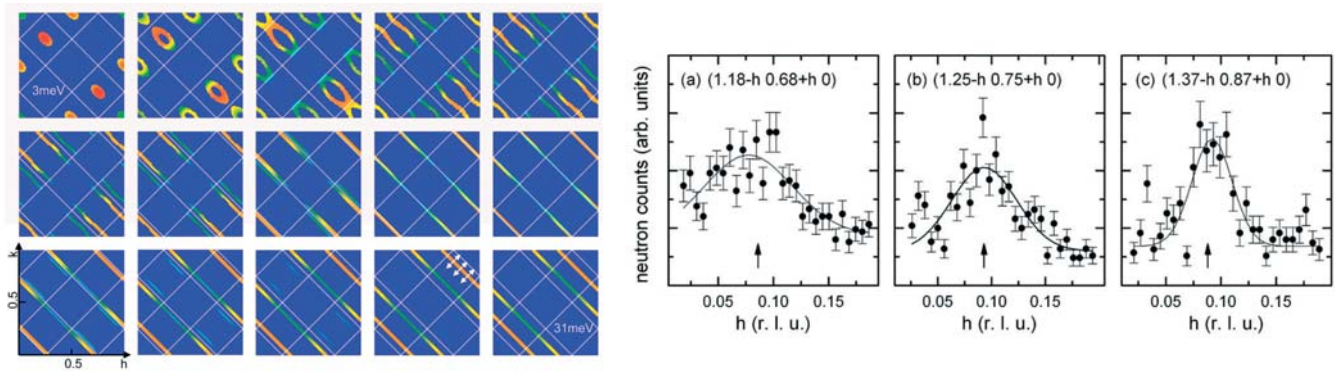 3meV
k
0.5
0.5
h
31meV
neutron counts (arb. units)
(a) (1.18-h 0.68+h 0)
(b) (1.25-h 0.75+h 0)
(c) (1.37-h 0.87+h 0)
0.05 0.10 0.15
0.05 0.10 0.15
0.05 0.10 0.15
h (r. l. u.)
h (r. l. u.)
h (r. l. u.)